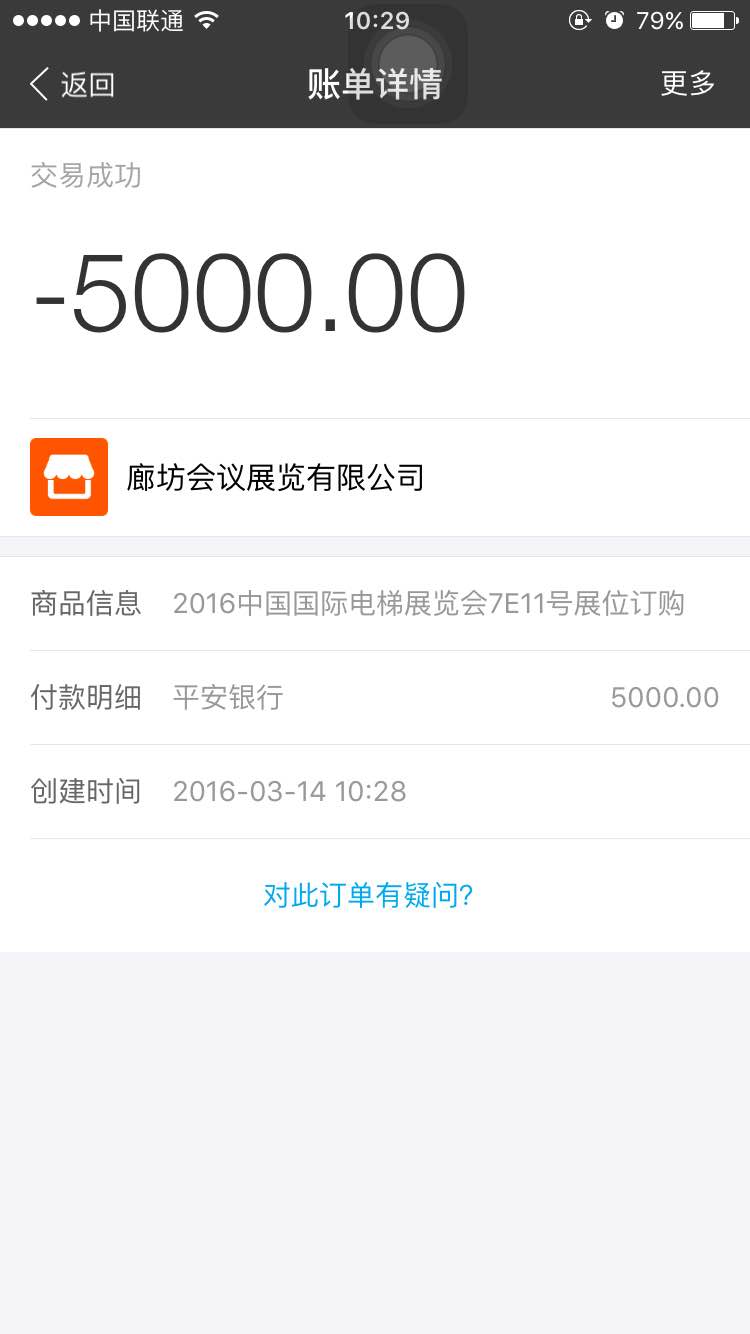 中国联通 10:29 79%
返回 账单详情 更多
交易成功
-5000.00
廊坊会议展览有限公司
商品信息 2016中国国际电梯展览会7E11号展位订购
付款明细 平安银行 5000.00
创建时间 2016-03-14 10:28
对此订单有疑问?